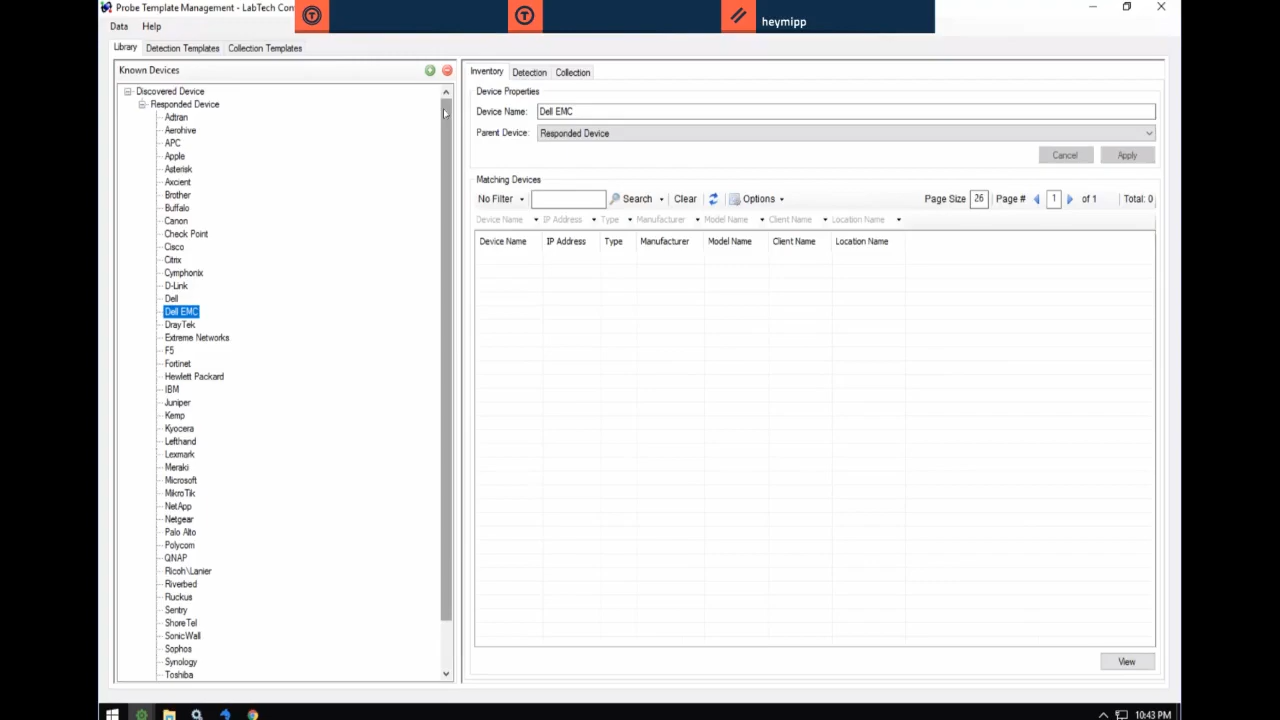 Probe Template Management - LabTech Con
heymipp
Data Help
Library Detection Templates Collection Templates
Known Devices
Discovered Device
Responded Device
Adtran
Aerohive
APC
Apple
Asterisk
Axcient
Brother
Buffalo
Canon
Check Point
Cisco
Citrix
Cymphonix
D-Link
Dell
Dell EMC
DrayTek
Extreme Networks
F5
Fortinet
Hewlett Packard
IBM
Juniper
Kemp
Kyocera
Lefthand
Lexmark
Meraki
Microsoft
MikroTik
NetApp
Netgear
Palo Alto
Polycom
QNAP
Ricoh\Lanier
Riverbed
Ruckus
Sentry
ShoreTel
SonicWall
Sophos
Synology
Toshiba
Inventory Detection Collection
Device Properties
Device Name: Dell EMC
Parent Device: Responded Device
Cancel Apply
Matching Devices
No Filter Search Clear Options Page Size 26 Page # 1 of 1 Total: 0
Device Name IP Address Type Manufacturer Model Name Client Name Location Name
Device Name IP Address Type Manufacturer Model Name Client Name Location Name
View
10:43 PM